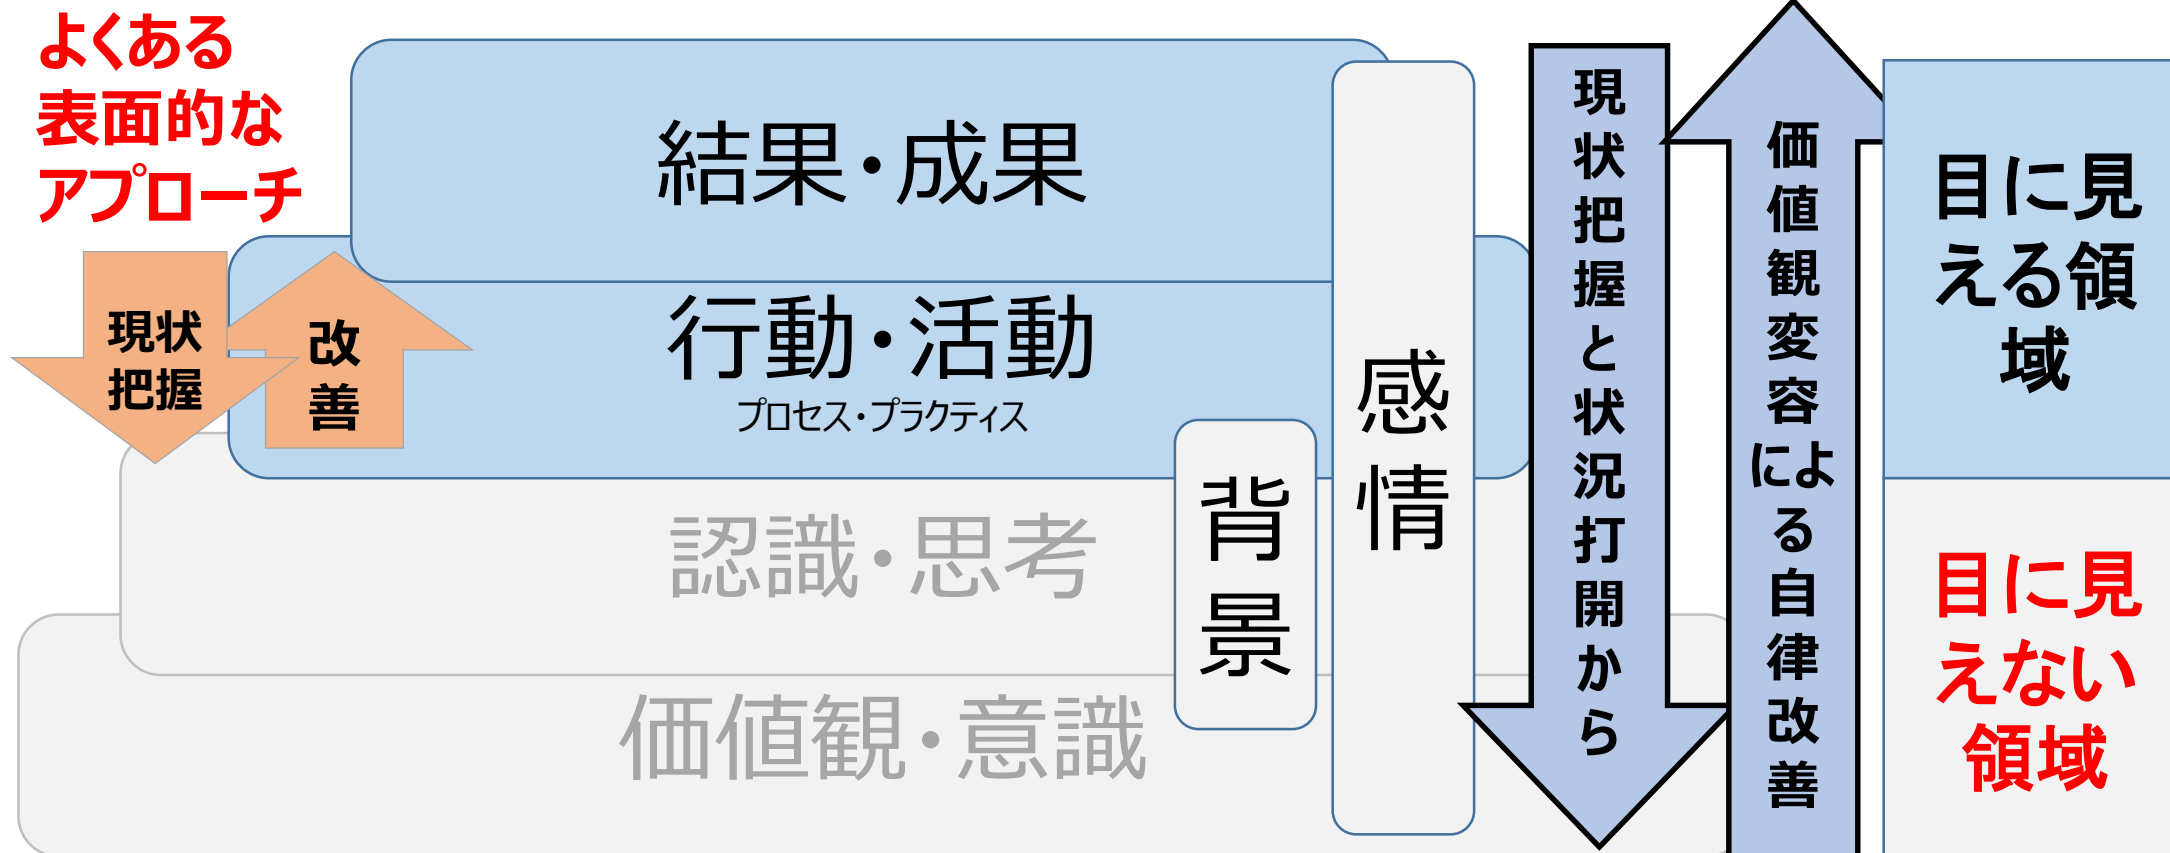 よくある
表面的な
アプローチ
現状
把握
改
善
結果・成果
行動・活動
プロセス・プラクティス
認識・思考
価値観・意識
背景
感情
現状把握と状況打開から
価値観変容による自律改善
目に見
える領
域
目に見
えない
領域